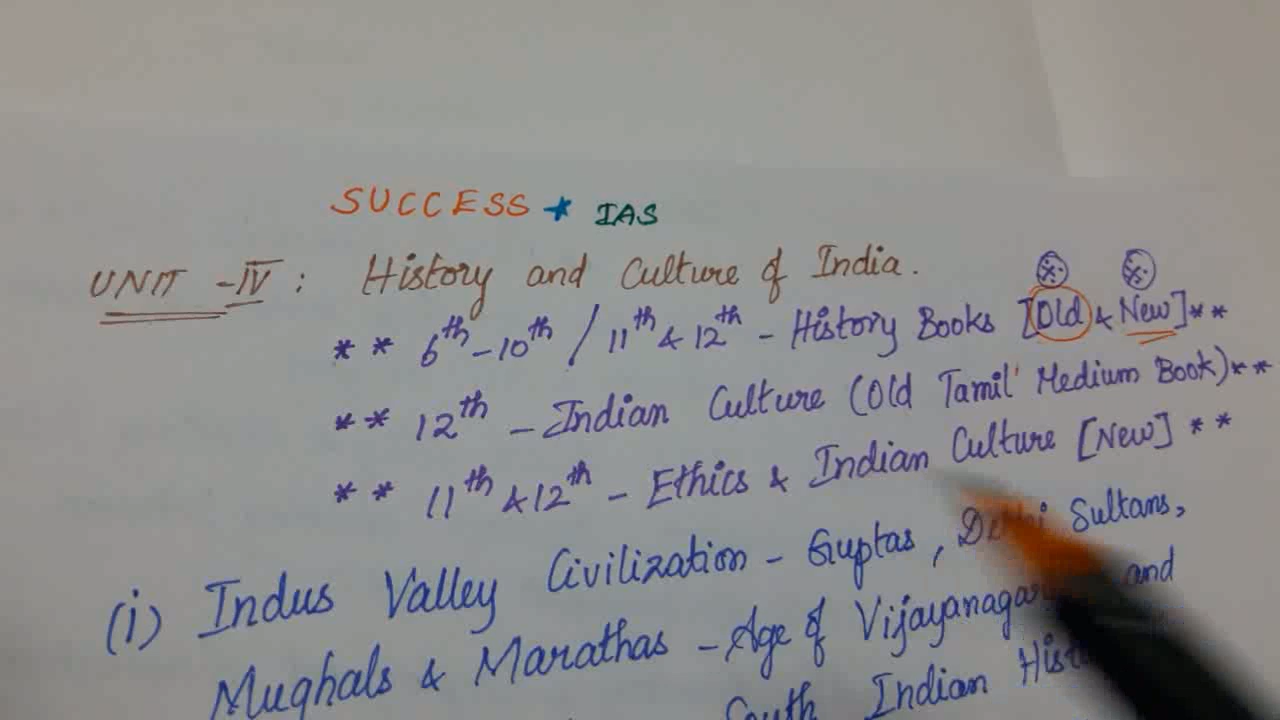 SUCCESS * IAS
UNIT -IV : History and Culture of India.
** 6th - 10th / 11th & 12th - History Books [Old & New]**
** 12th - Indian Culture (Old Tamil Medium Book)**
** 11th & 12th - Ethics & Indian Culture [New] **
(i) Indus Valley Civilization - Guptas, Delhi Sultans,
Mughals & Marathas - Age of and
South Indian